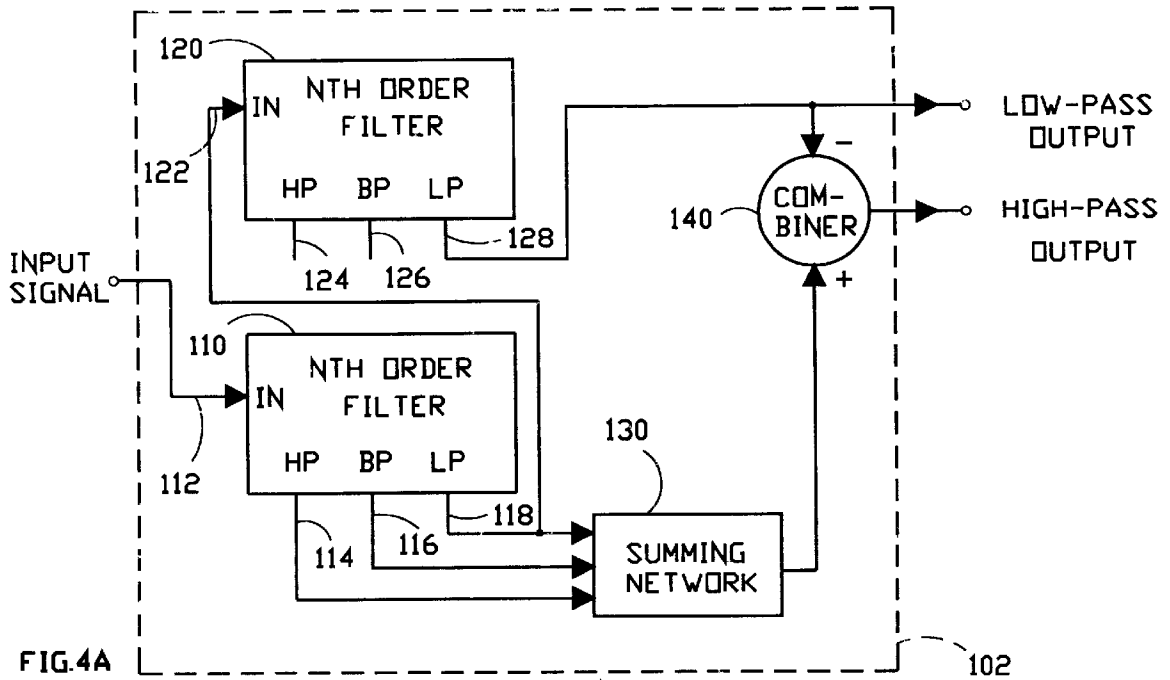 120
NTH ORDER
FILTER
IN
122
HP BP LP
124
126
128
LOW-PASS
OUTPUT
-
COM-
BINER
140
+
HIGH-PASS
OUTPUT
INPUT
SIGNAL
110
NTH ORDER
FILTER
IN
112
HP BP LP
114
116
118
130
SUMMING
NETWORK
FIG.4A
102